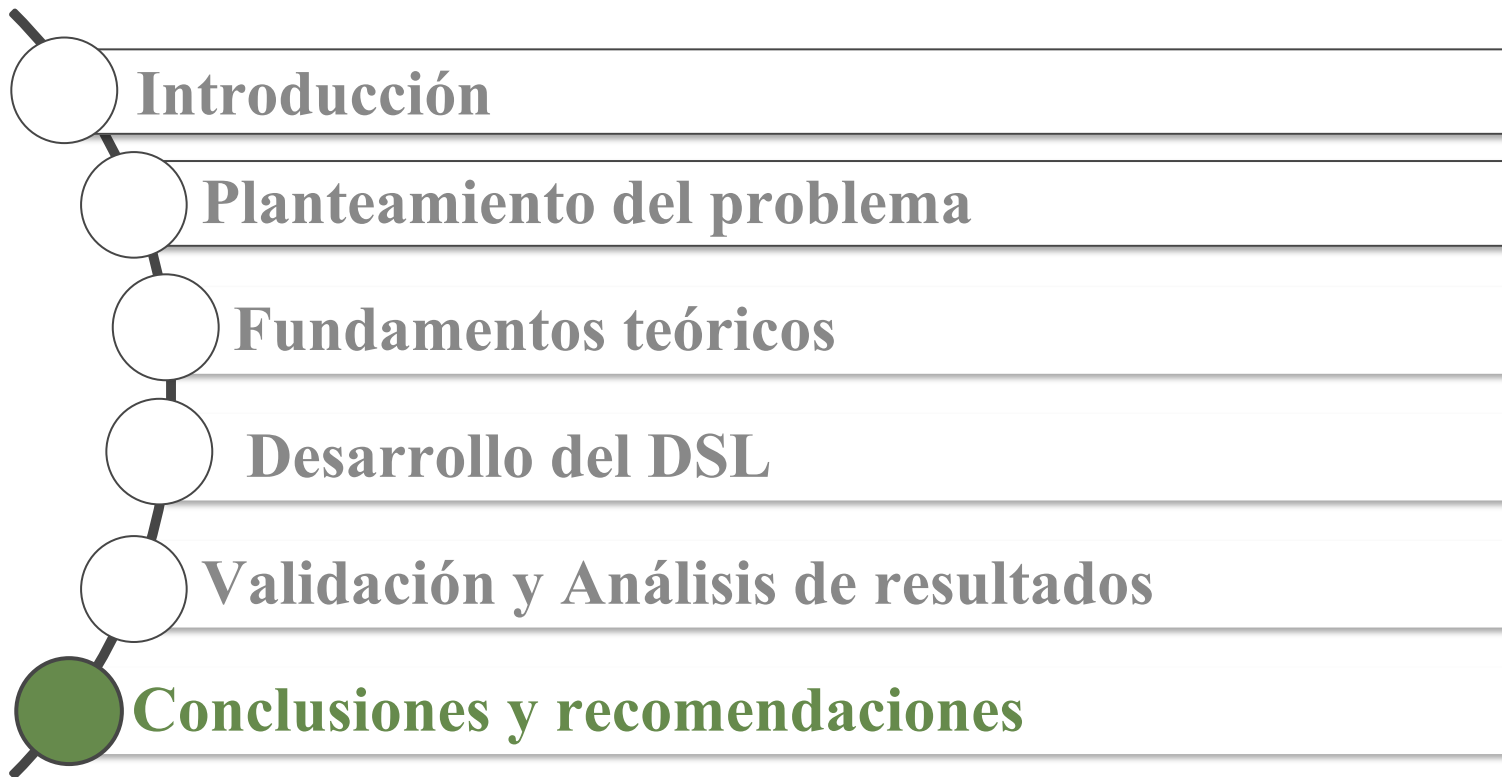 Introducción
Planteamiento del problema
Fundamentos teóricos
Desarrollo del DSL
Validación y Análisis de resultados
Conclusiones y recomendaciones